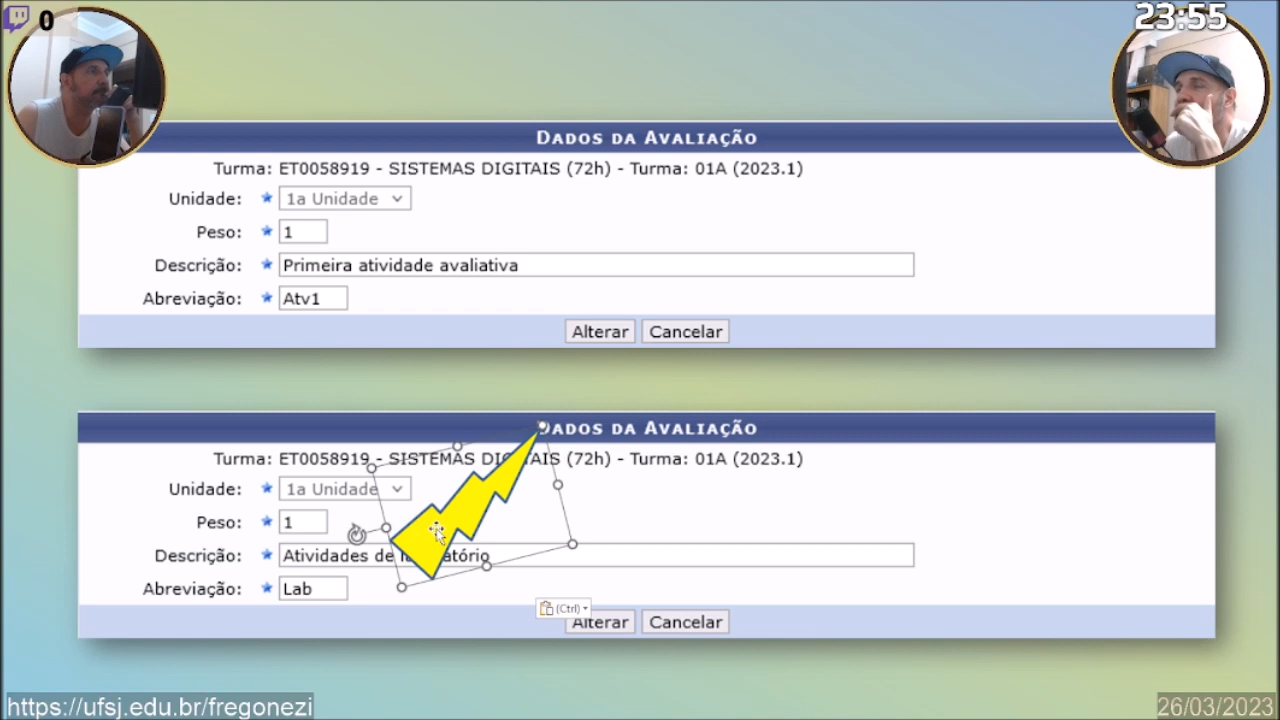 0
23:55
DADOS DA AVALIAÇÃO
Turma: ET0058919 - SISTEMAS DIGITAIS (72h) - Turma: 01A (2023.1)
Unidade: 1a Unidade
Peso: 1
Descrição: Primeira atividade avaliativa
Abreviação: Atv1
Alterar Cancelar
DADOS DA AVALIAÇÃO
Turma: ET0058919 - SISTEMAS DIGITAIS (72h) - Turma: 01A (2023.1)
Unidade: 1a Unidade
Peso: 1
Descrição: Atividades de laboratório
Abreviação: Lab
(Ctrl)
Alterar Cancelar
https://ufsj.edu.br/fregonezi
26/03/2023